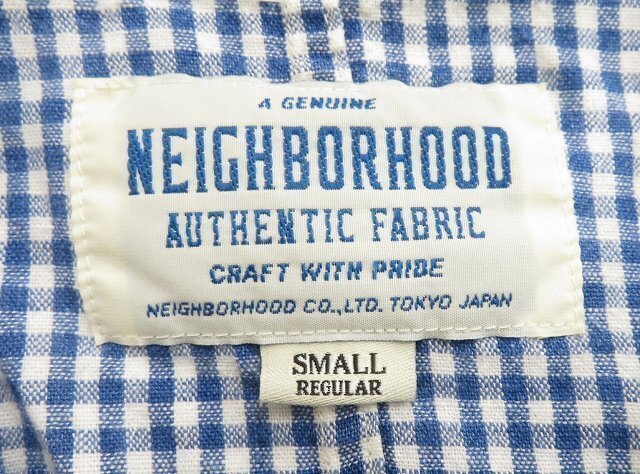 A GENUINE
NEIGHBORHOOD
AUTHENTIC FABRIC
CRAFT WITH PRIDE
NEIGHBORHOOD CO., LTD. TOKYO JAPAN
SMALL
REGULAR